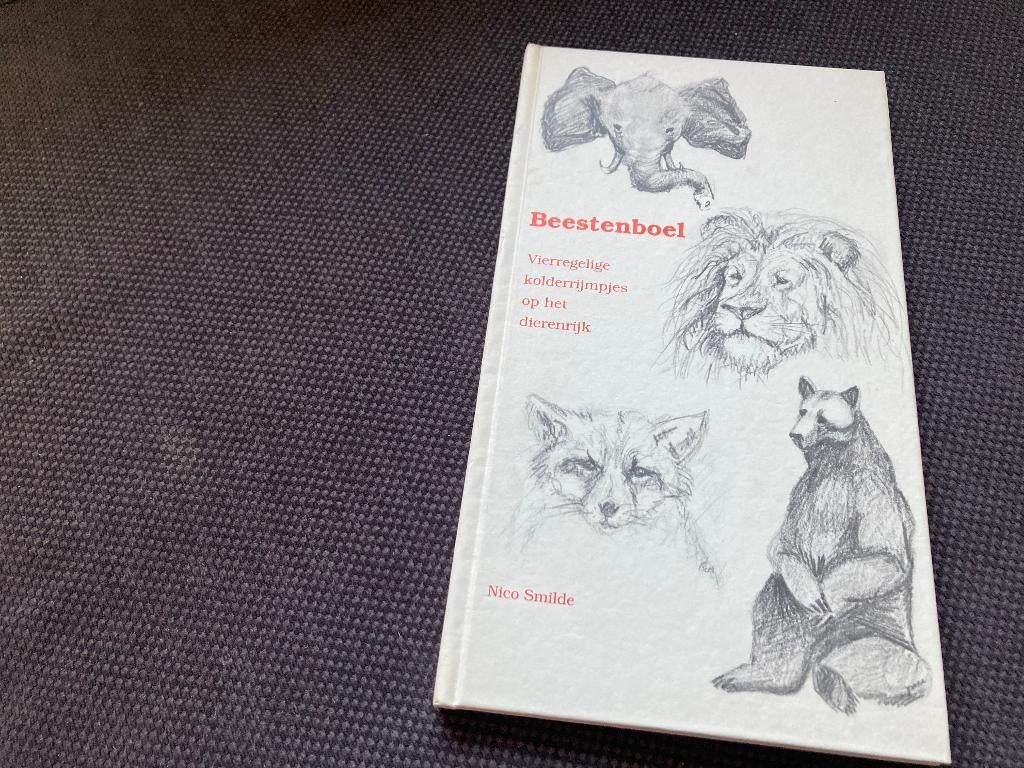 Beestenboel
Vierregelige
kolderrijmpjes
op het
dierenrijk
Nico Smilde